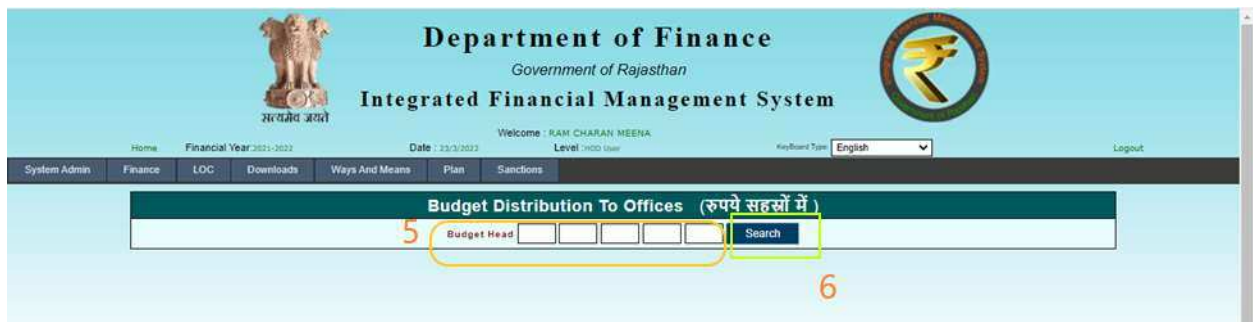 Department of Finance
Government of Rajasthan
Integrated Financial Management System
सत्यमेव जयते
Welcome : RAM CHARAN MEENA
Home Financial Year:2021-2022 Date : 23/3/2022 Level :HOD User KeyBoard Type: English Logout
System Admin Finance LOC Downloads Ways And Means Plan Sanctions
Budget Distribution To Offices (रुपये सहस्रों में )
5 Budget Head Search
6